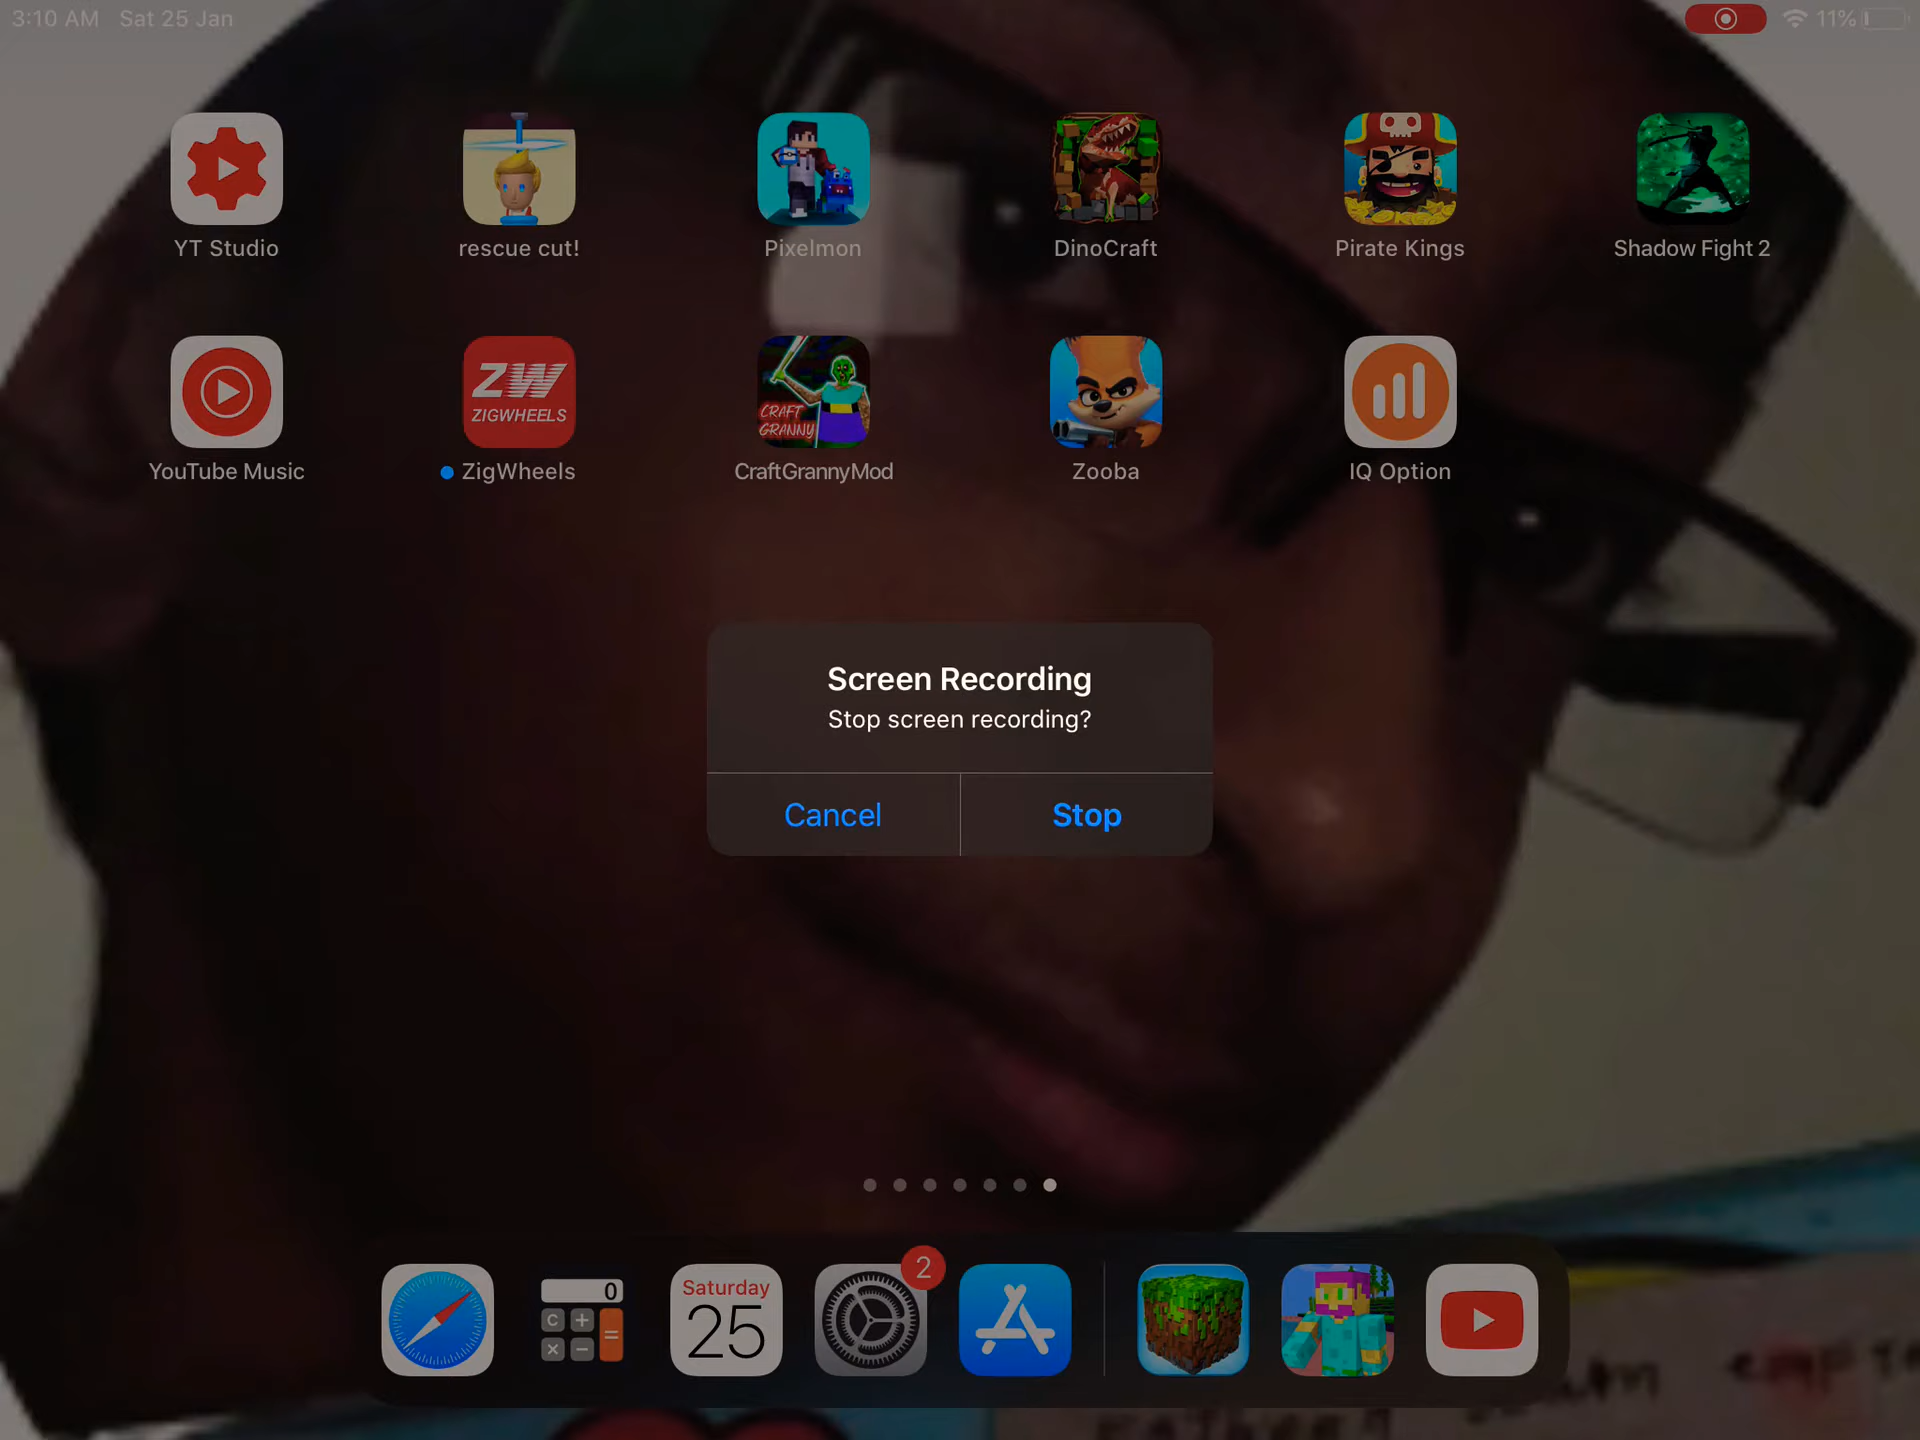 3:10 AM Sat 25 Jan
11%
YT Studio
rescue cut!
Pixelmon
DinoCraft
Pirate Kings
Shadow Fight 2
ZW
ZIGWHEELS
CRAFT
GRANNY
YouTube Music
ZigWheels
CraftGrannyMod
Zooba
IQ Option
Screen Recording
Stop screen recording?
Cancel
Stop
2
0
C +
× − =
Saturday
25